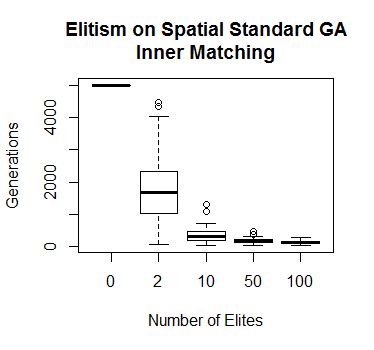 Elitism on Spatial Standard GA
Inner Matching
Generations
4000
2000
0
0 2 10 50 100
Number of Elites